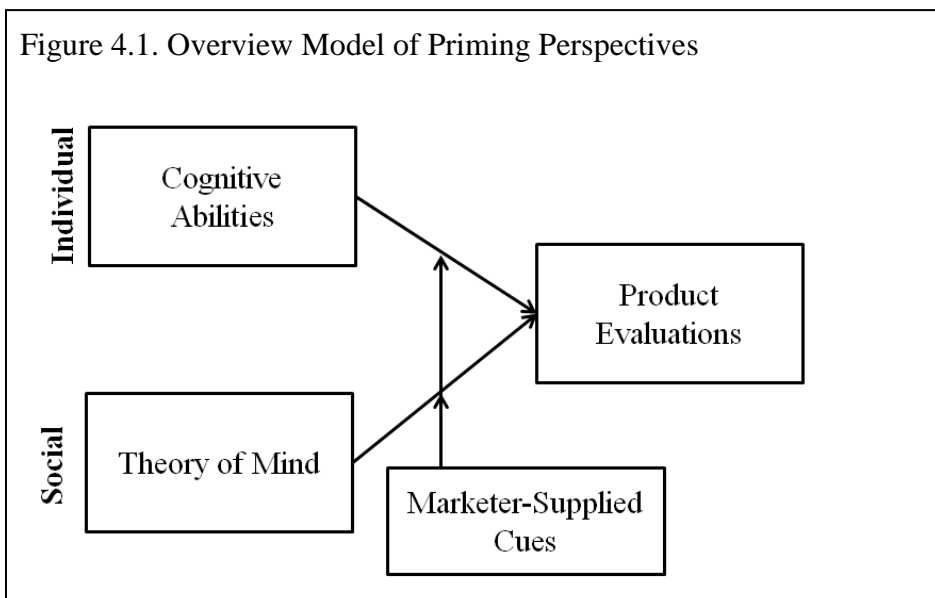 Figure 4.1. Overview Model of Priming Perspectives
Individual
Cognitive
Abilities
Product
Evaluations
Social
Theory of Mind
Marketer-Supplied
Cues